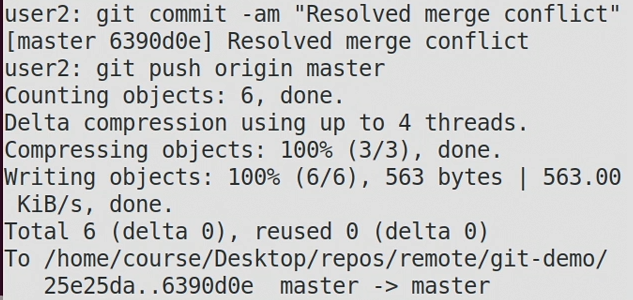 user2: git commit -am "Resolved merge conflict"
[master 6390d0e] Resolved merge conflict
user2: git push origin master
Counting objects: 6, done.
Delta compression using up to 4 threads.
Compressing objects: 100% (3/3), done.
Writing objects: 100% (6/6), 563 bytes | 563.00
 KiB/s, done.
Total 6 (delta 0), reused 0 (delta 0)
To /home/course/Desktop/repos/remote/git-demo/
   25e25da..6390d0e  master -> master